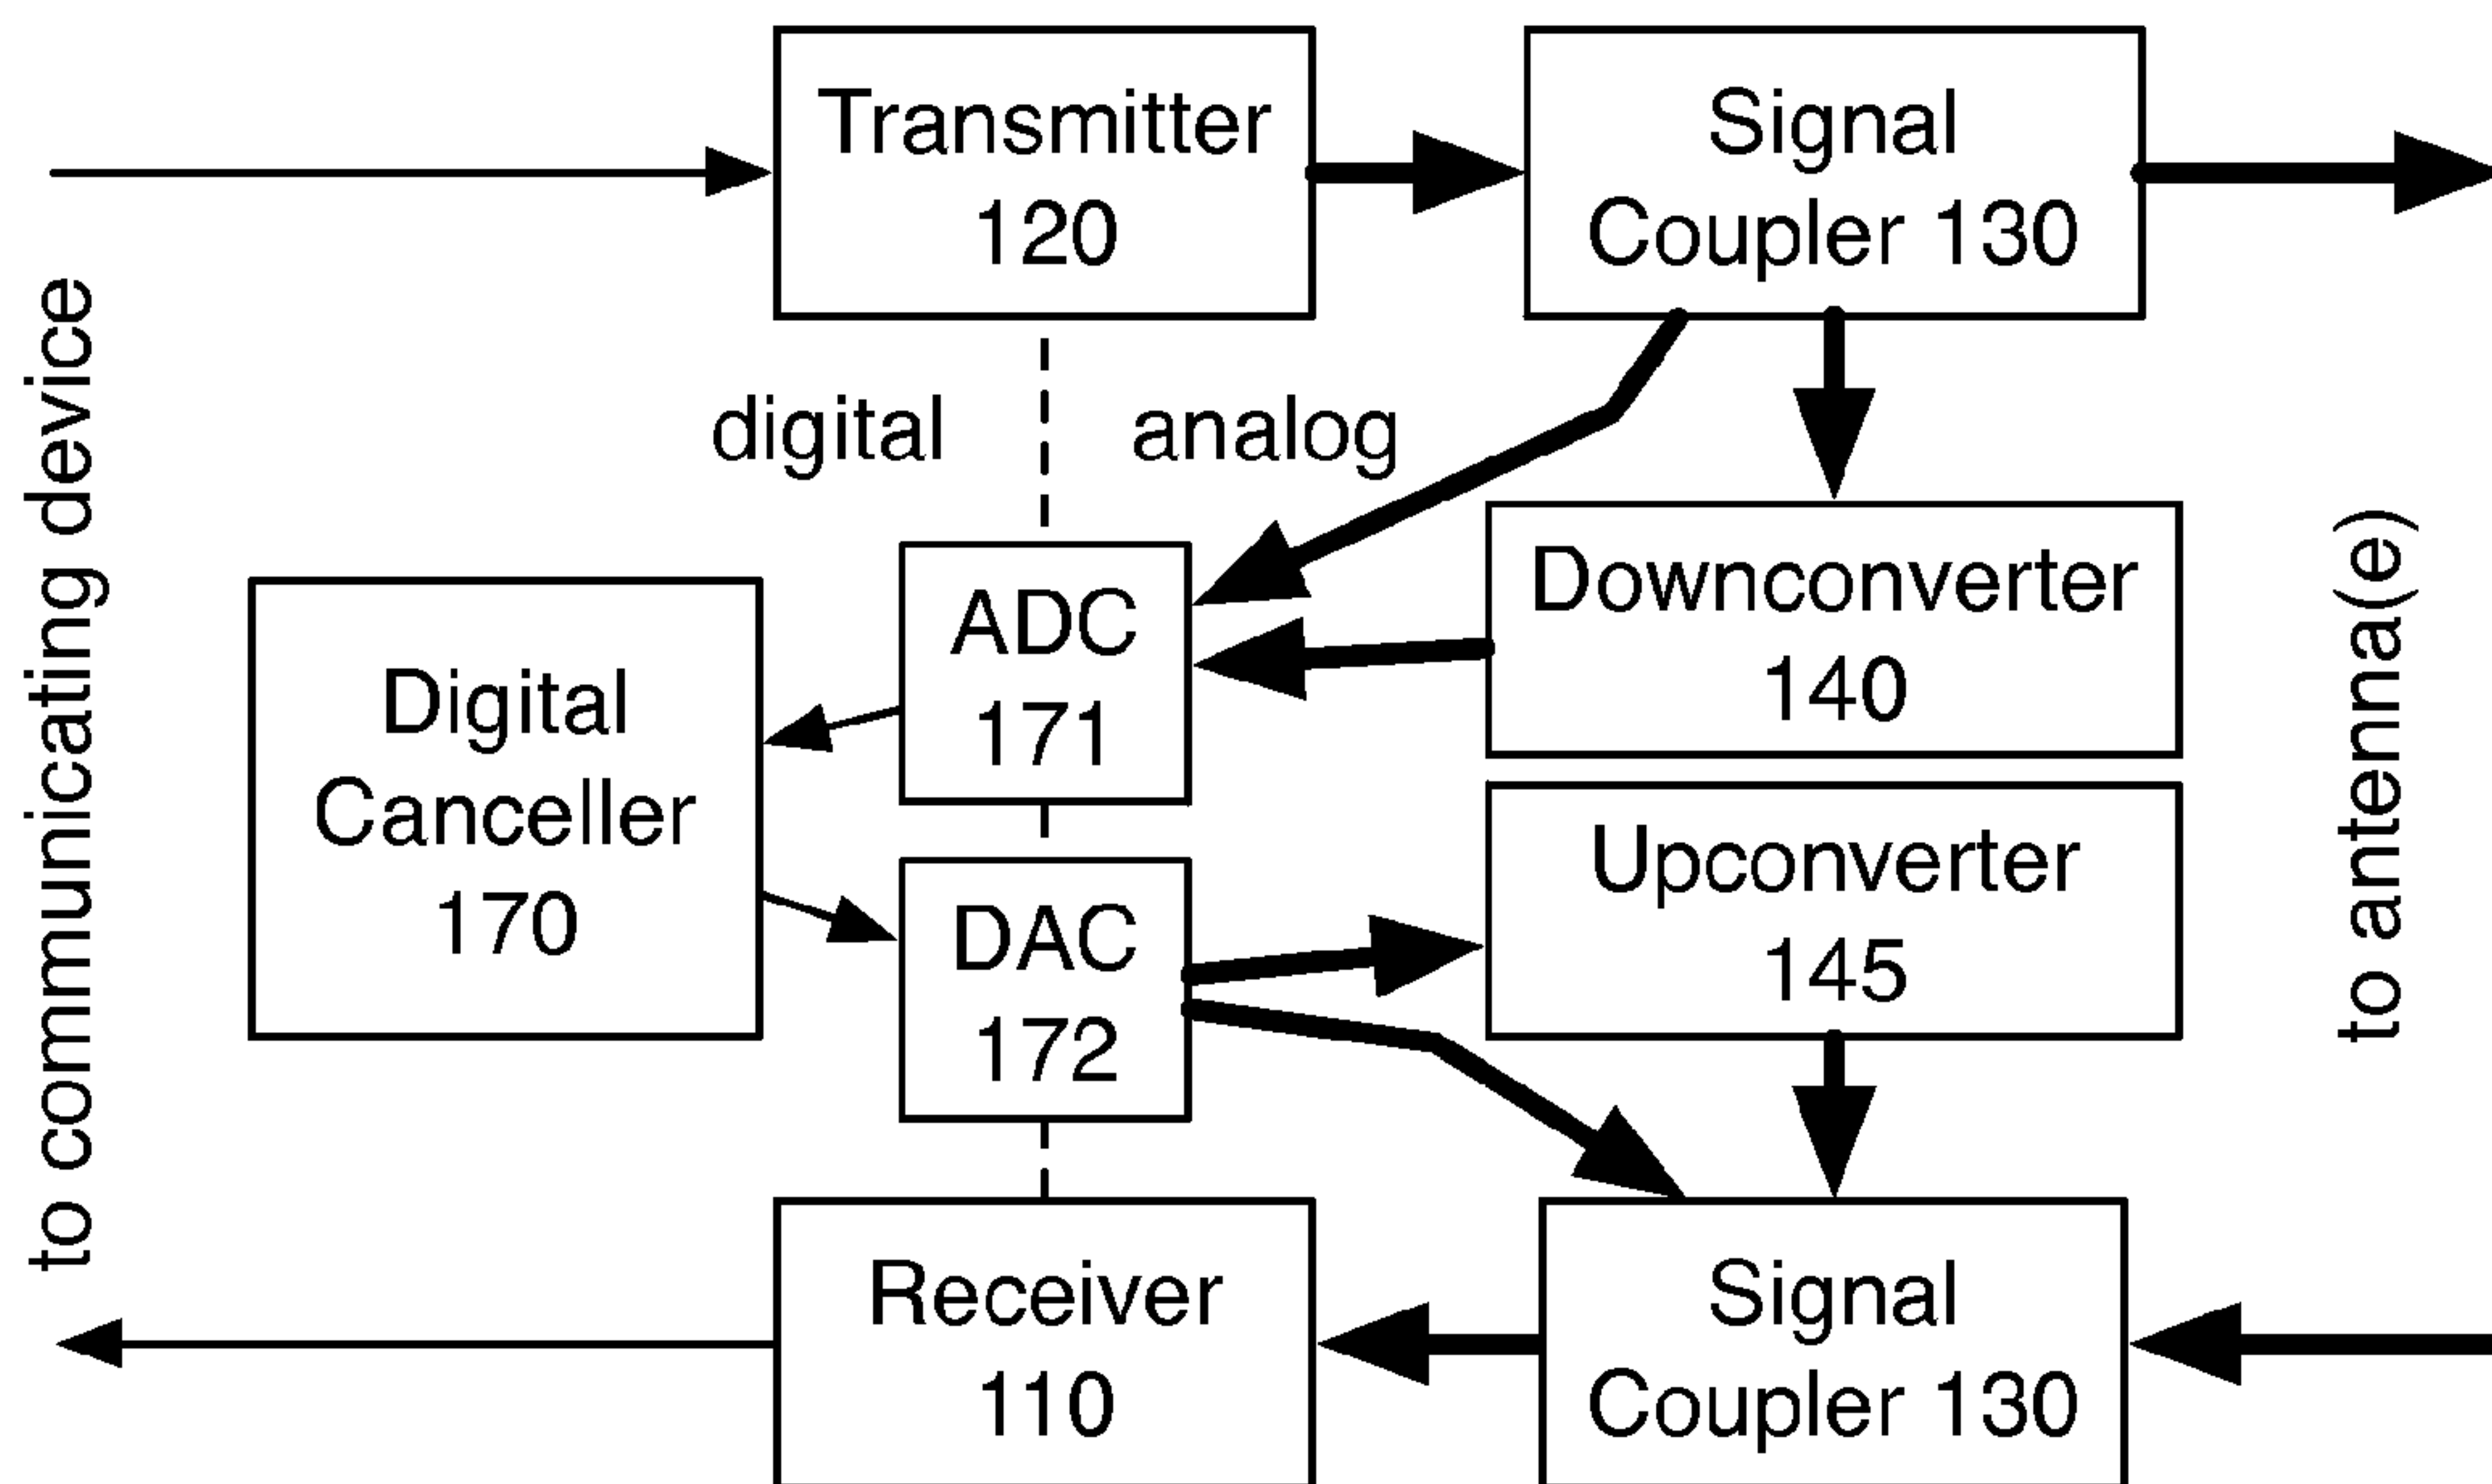 Transmitter
120
Signal
Coupler 130
to communicating device
digital
analog
ADC
171
Downconverter
140
to antenna(e)
Digital
Canceller
170
DAC
172
Upconverter
145
Receiver
110
Signal
Coupler 130